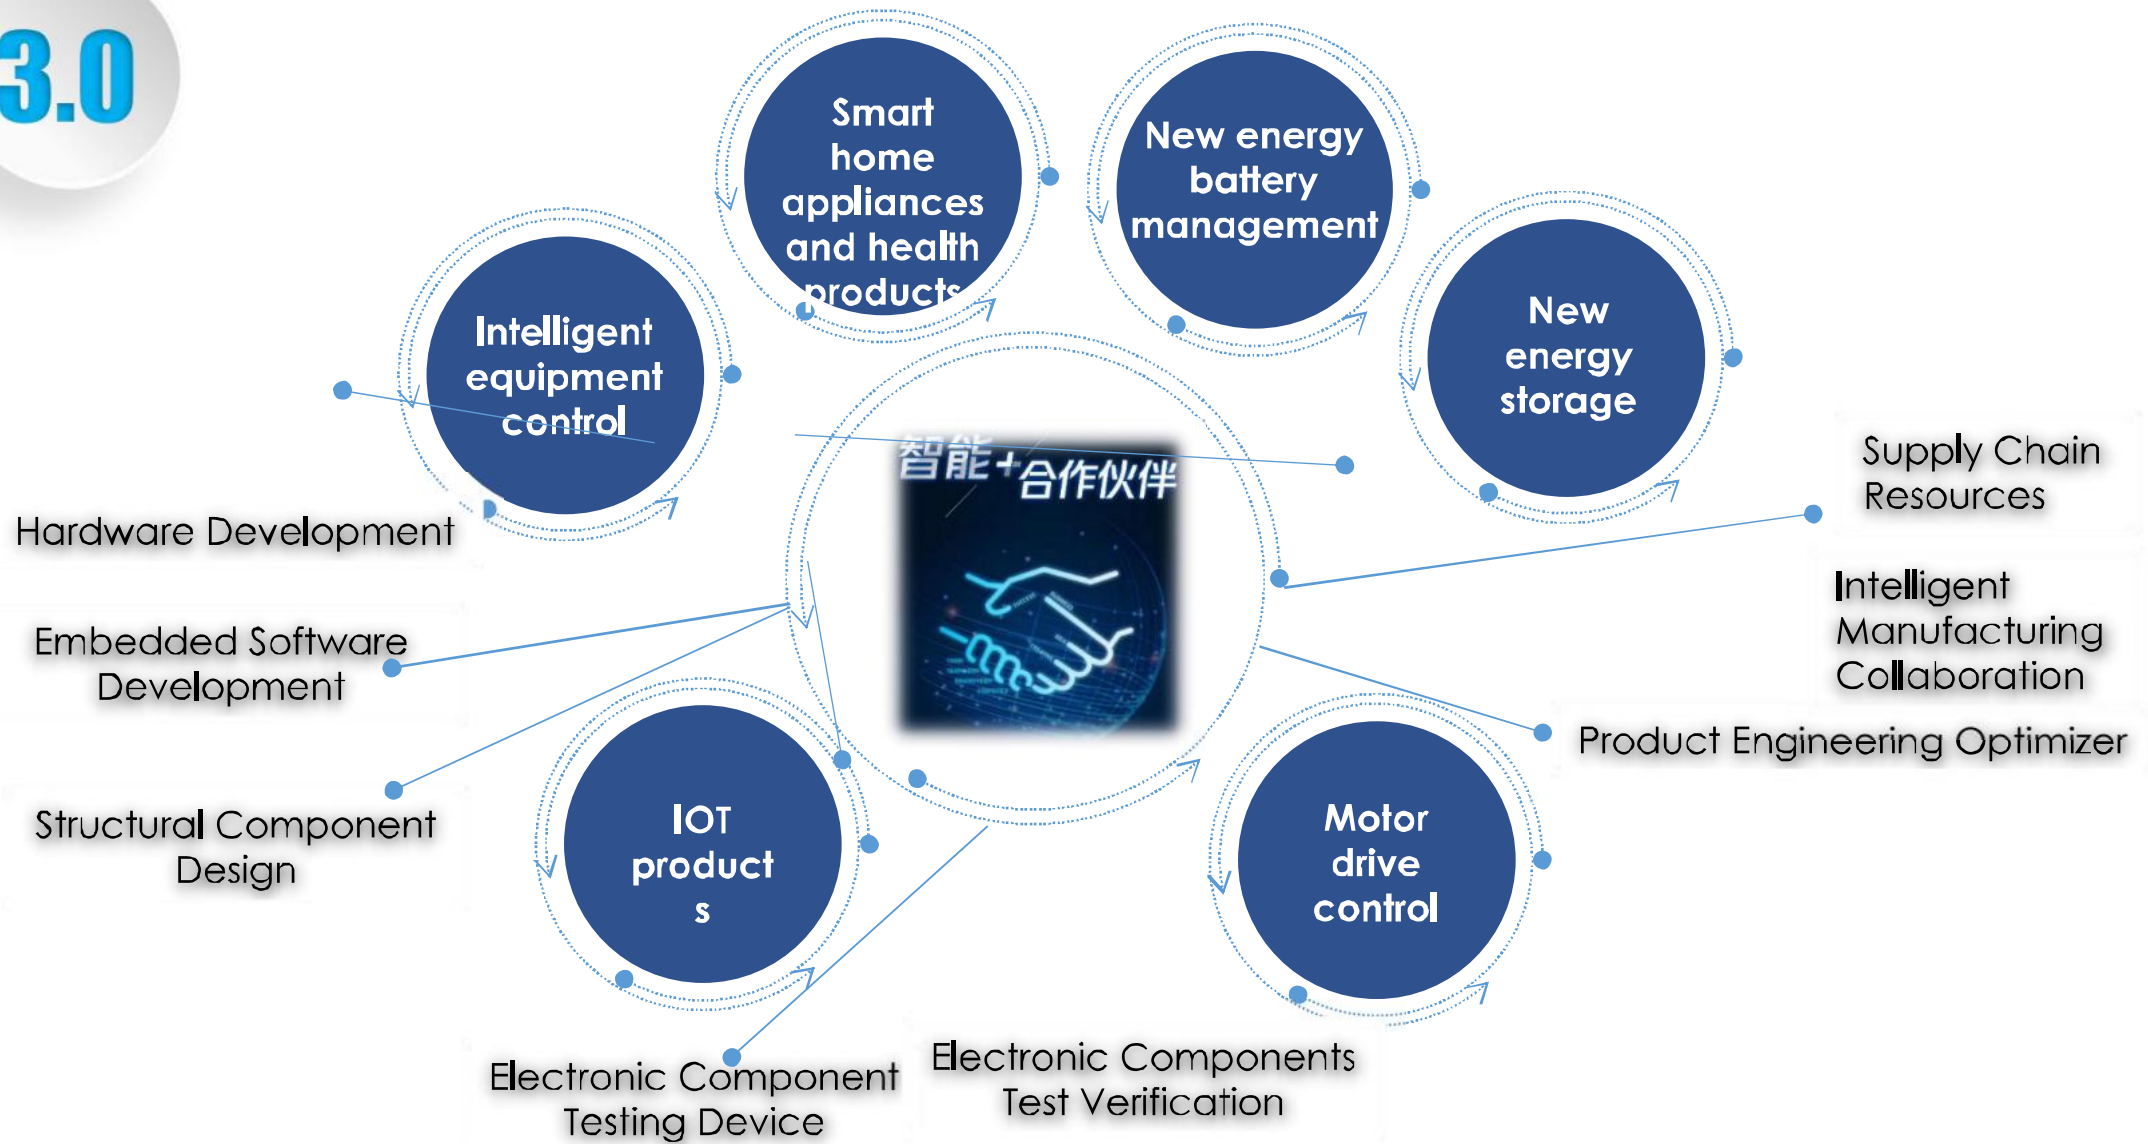 3.0
Smart
home
appliances
and health
products
New energy
battery
management
Intelligent
equipment
control
New
energy
storage
智能+合作伙伴
Supply Chain
Resources
Hardware Development
Intelligent
Manufacturing
Collaboration
Embedded Software
Development
Product Engineering Optimizer
Structural Component
Design
IOT
product
s
Motor
drive
control
Electronic Component
Testing Device
Electronic Components
Test Verification